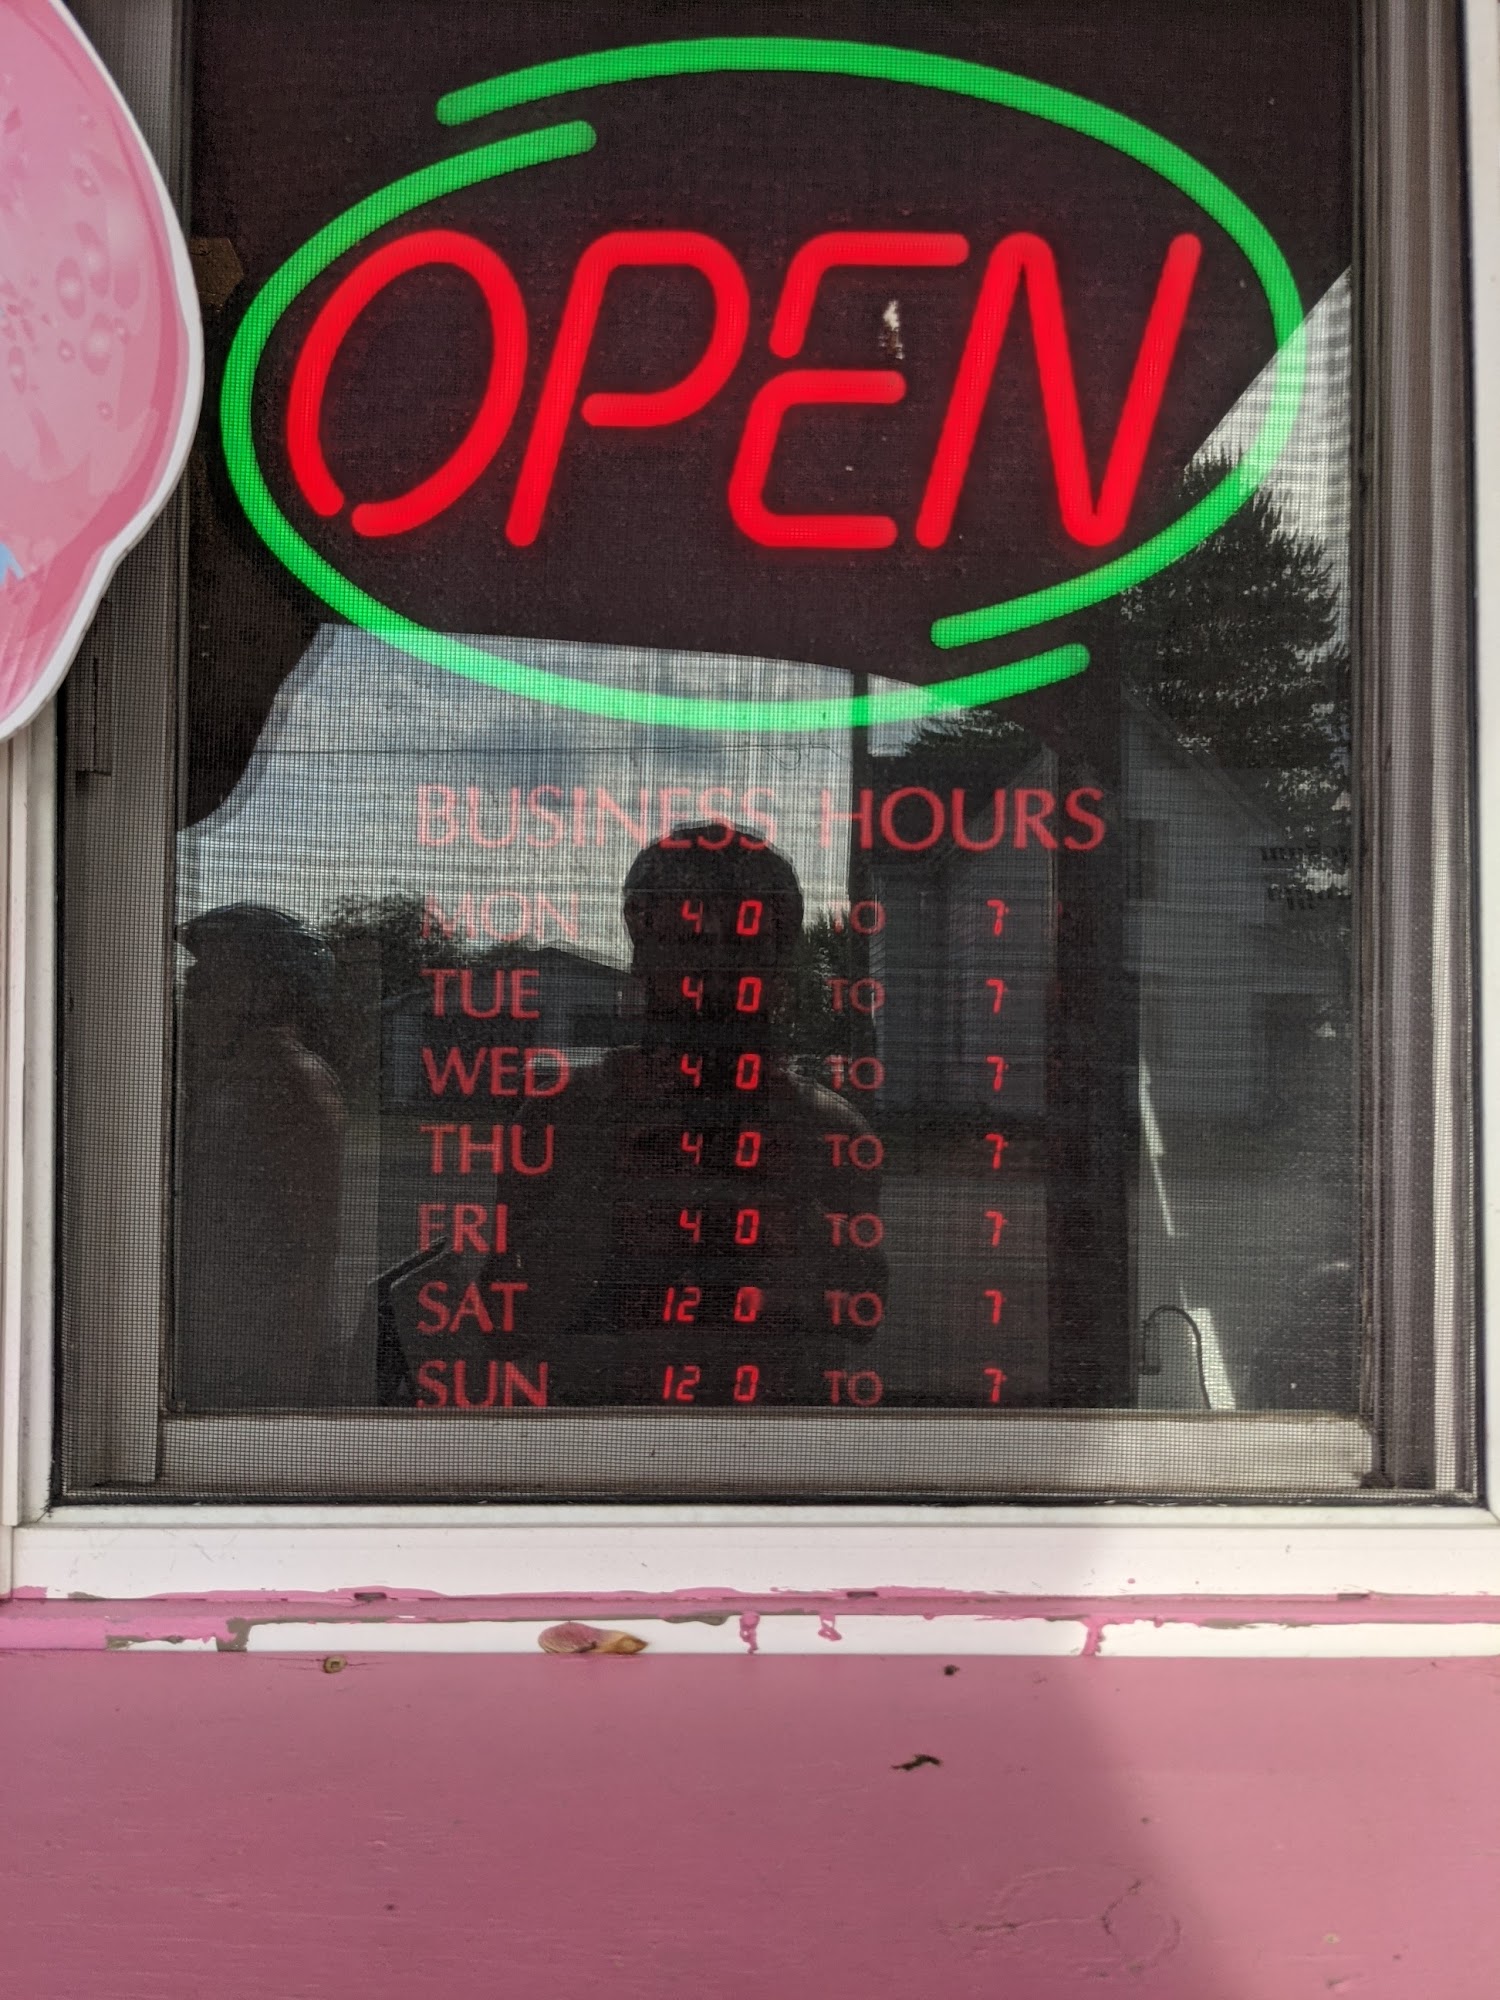 OPEN
BUSINESS HOURS
MON 4 0 TO 7
TUE 4 0 TO 7
WED 4 0 TO 7
THU 4 0 TO 7
FRI 4 0 TO 7
SAT 12 0 TO 7
SUN 12 0 TO 7